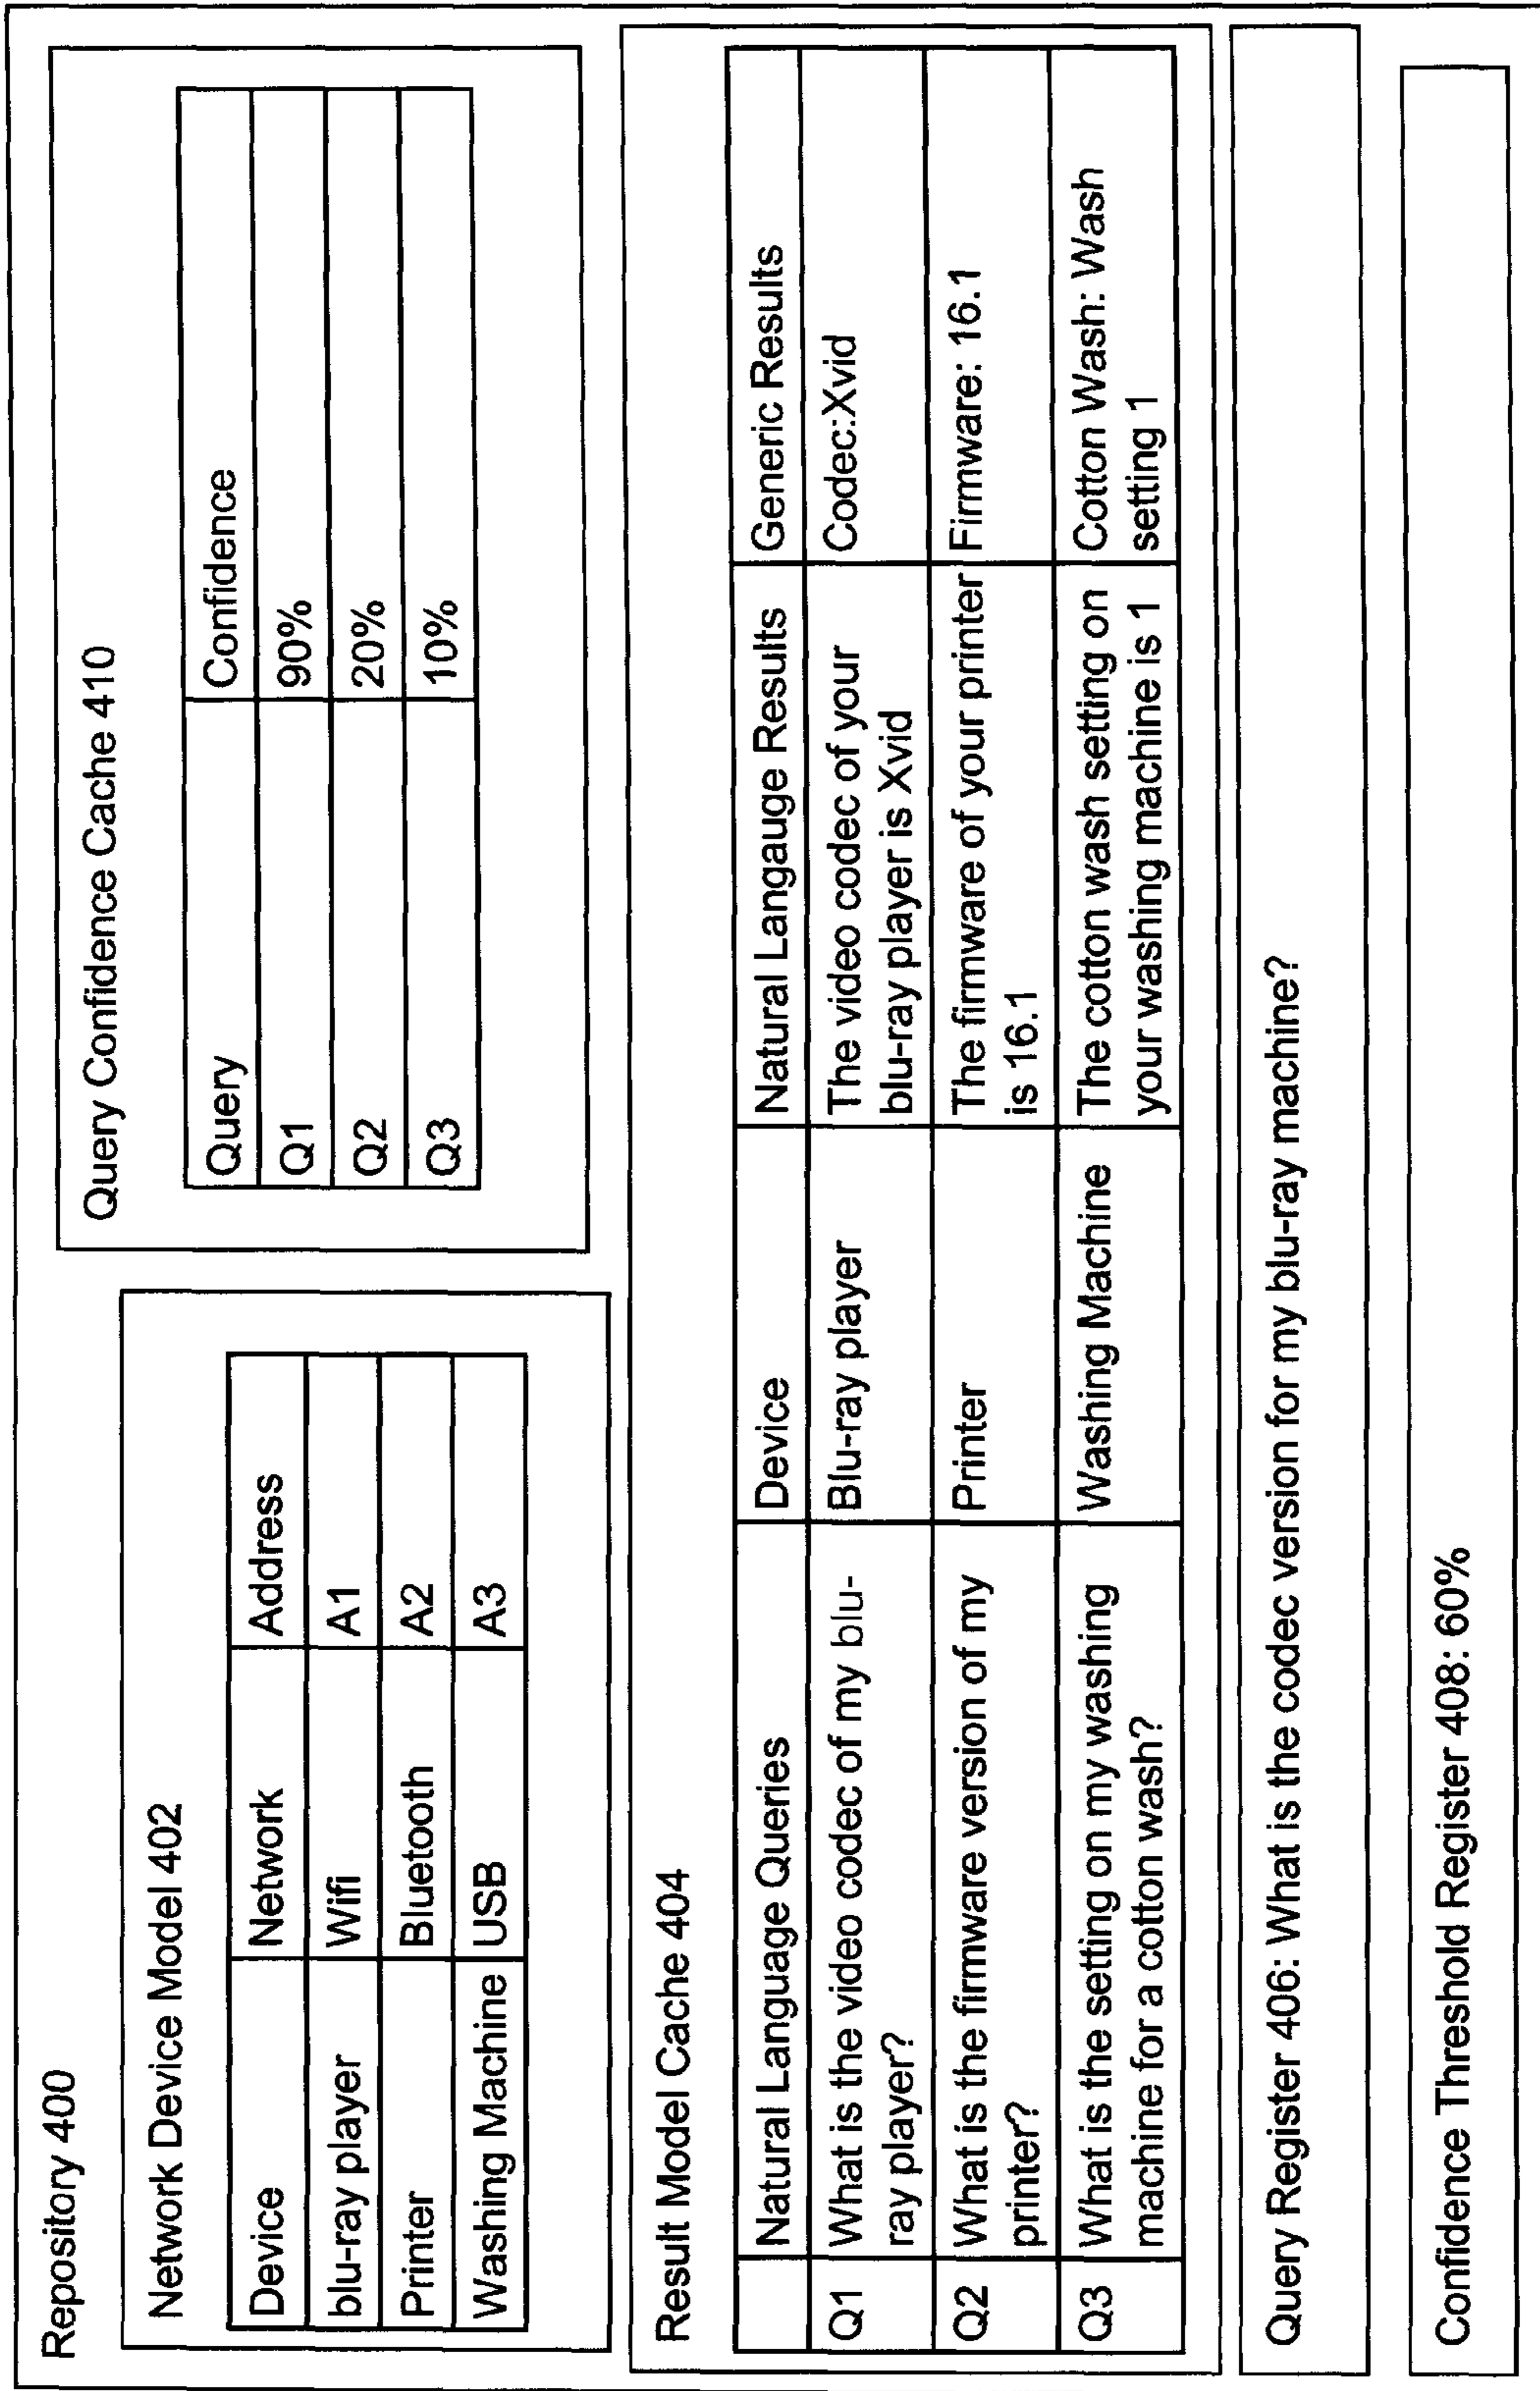 Repository 400
Network Device Model 402
Device Network Address
blu-ray player Wifi A1
Printer Bluetooth A2
Washing Machine USB A3
Query Confidence Cache 410
Query Confidence
Q1 90%
Q2 20%
Q3 10%
Result Model Cache 404
Natural Language Queries Device Natural Langauge Results Generic Results
Q1 What is the video codec of my blu- Blu-ray player The video codec of your Codec:Xvid
ray player? blu-ray player is Xvid
Q2 What is the firmware version of my Printer The firmware of your printer Firmware: 16.1
printer? is 16.1
Q3 What is the setting on my washing Washing Machine The cotton wash setting on Cotton Wash: Wash
machine for a cotton wash? your washing machine is 1 setting 1
Query Register 406: What is the codec version for my blu-ray machine?
Confidence Threshold Register 408: 60%